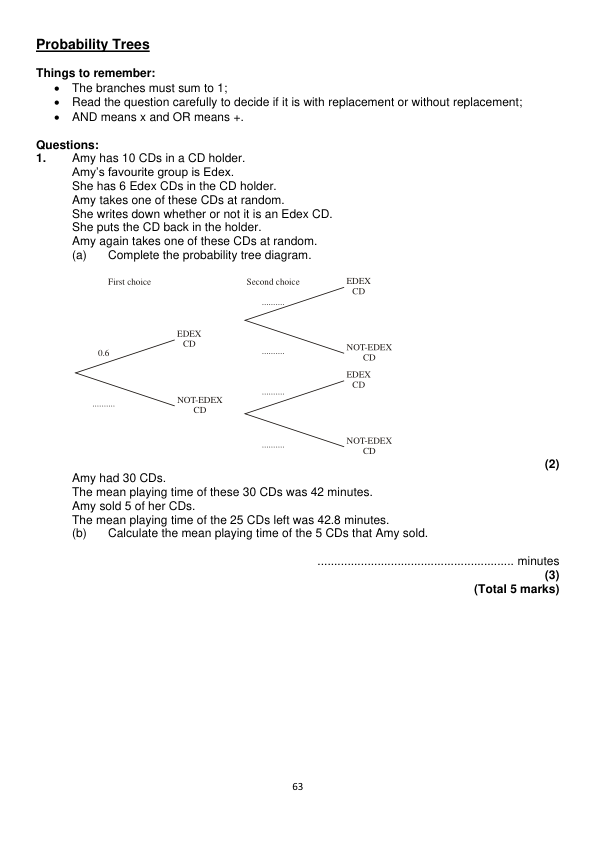 Probability Trees
Things to remember:
• The branches must sum to 1;
• Read the question carefully to decide if it is with replacement or without replacement;
• AND means x and OR means +.
Questions:
1. Amy has 10 CDs in a CD holder.
Amy's favourite group is Edex.
She has 6 Edex CDs in the CD holder.
Amy takes one of these CDs at random.
She writes down whether or not it is an Edex CD.
She puts the CD back in the holder.
Amy again takes one of these CDs at random.
(a) Complete the probability tree diagram.
First choice Second choice
EDEX
CD
..........
EDEX
CD
0.6
..........
NOT-EDEX
CD
EDEX
CD
..........
NOT-EDEX
CD
..........
..........
NOT-EDEX
CD
(2)
Amy had 30 CDs.
The mean playing time of these 30 CDs was 42 minutes.
Amy sold 5 of her CDs.
The mean playing time of the 25 CDs left was 42.8 minutes.
(b) Calculate the mean playing time of the 5 CDs that Amy sold.
........................................................... minutes
(3)
(Total 5 marks)
63